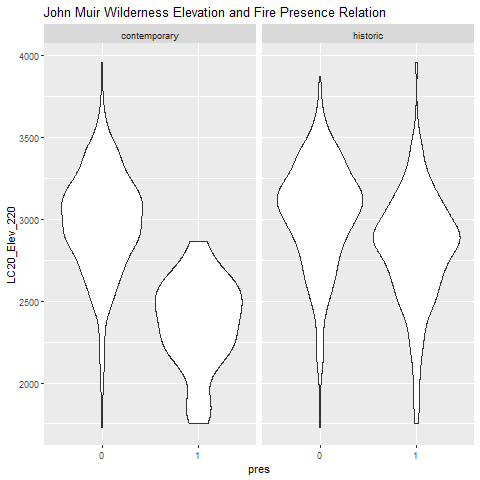 John Muir Wilderness Elevation and Fire Presence Relation
contemporary
historic
4000
3500
3000
2500
2000
LC20_Elev_220
0
1
0
1
pres